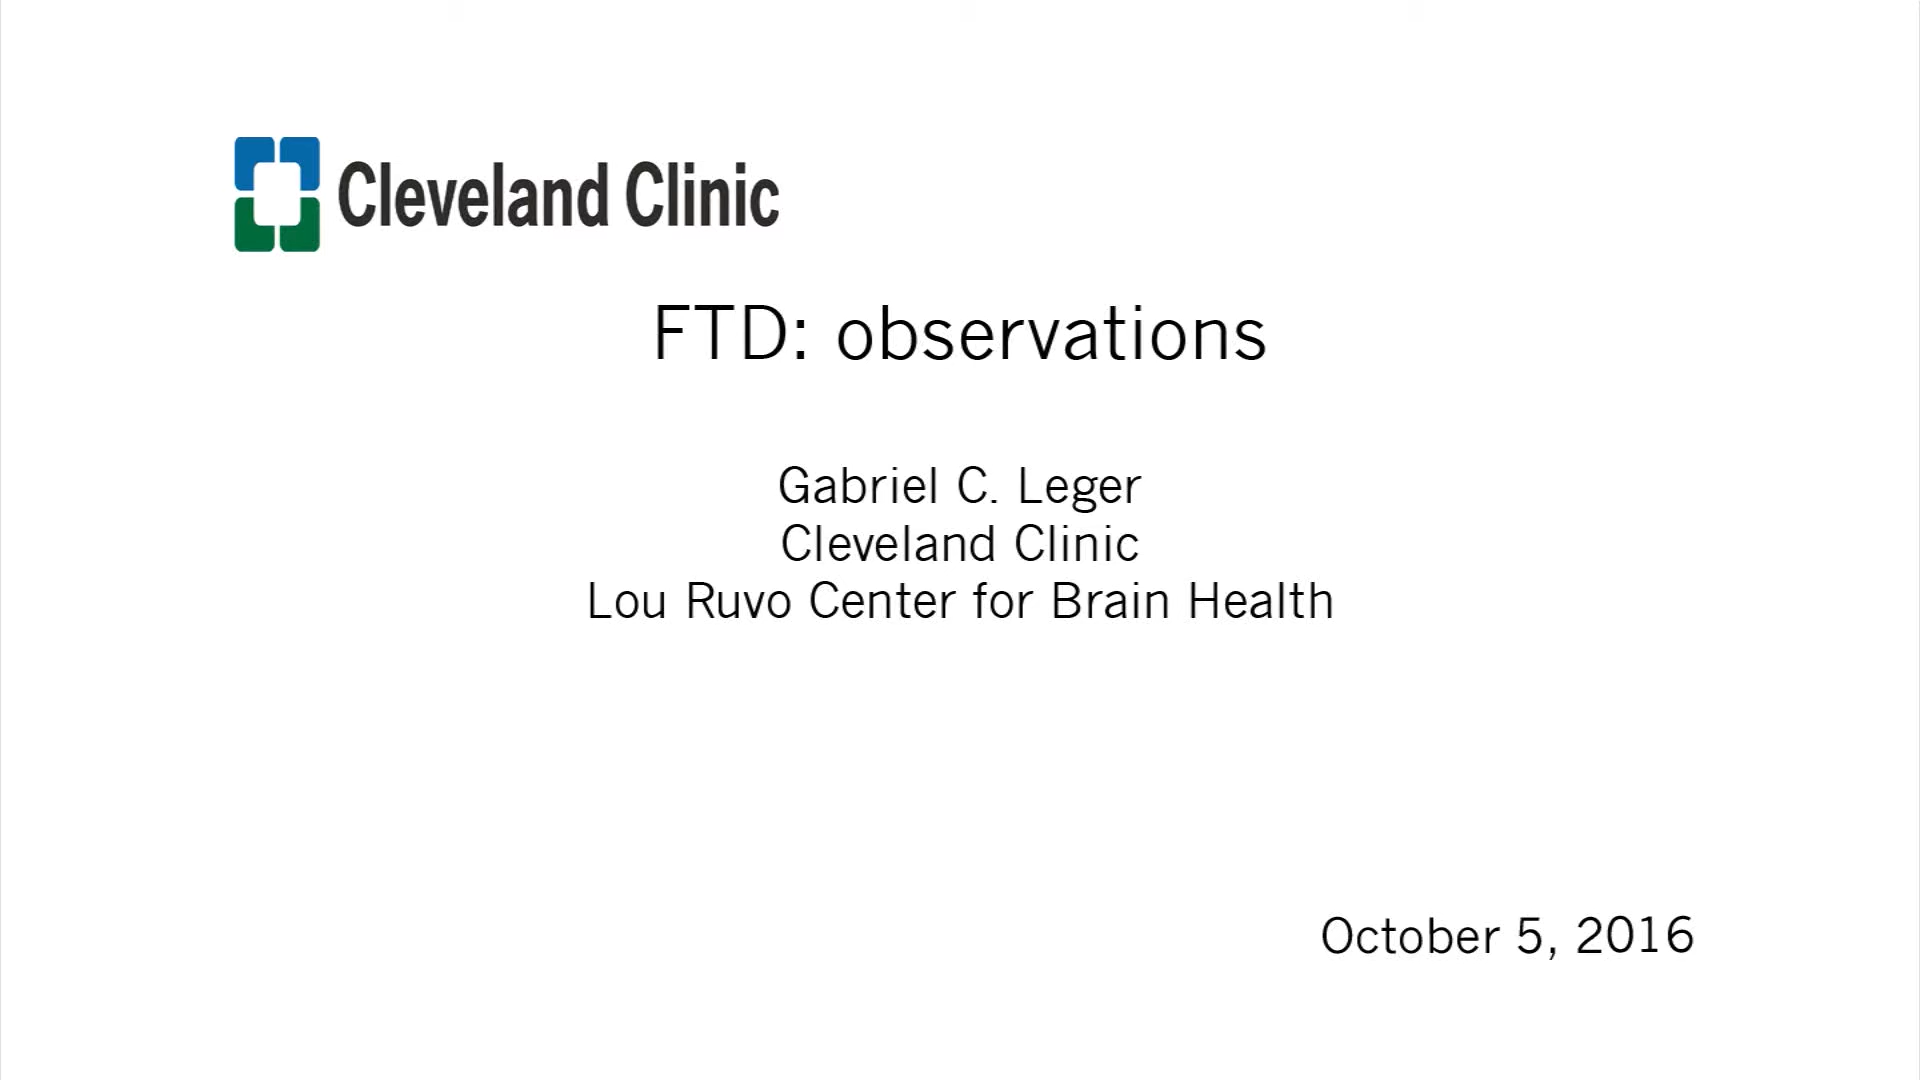 Cleveland Clinic
FTD: observations
Gabriel C. Leger
Cleveland Clinic
Lou Ruvo Center for Brain Health
October 5, 2016